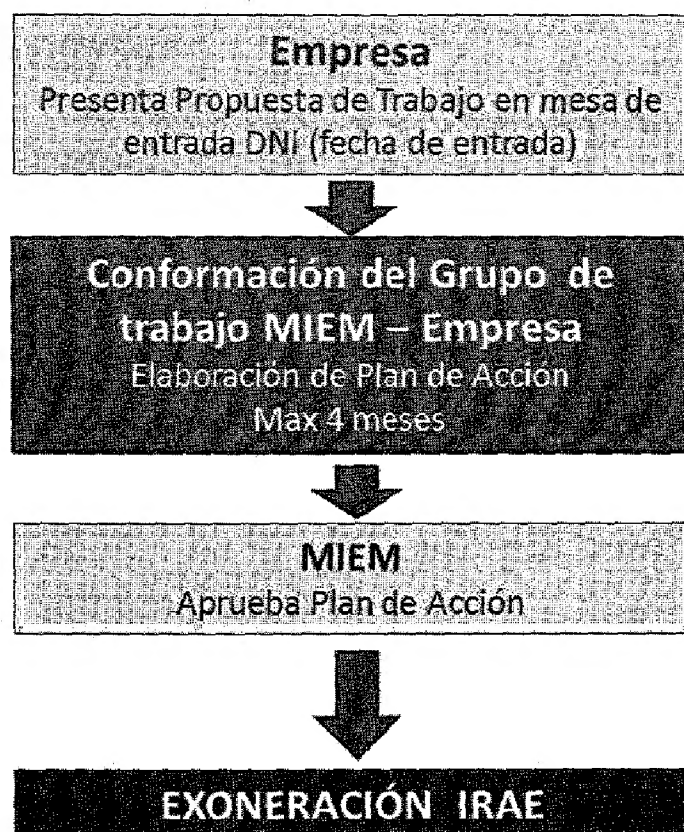 Empresa
Presenta Propuesta de Trabajo en mesa de
entrada DNI (fecha de entrada)
Conformación del Grupo de
trabajo MIEM – Empresa
Elaboración de Plan de Acción
Max 4 meses
MIEM
Aprueba Plan de Acción
EXONERACIÓN IRAE